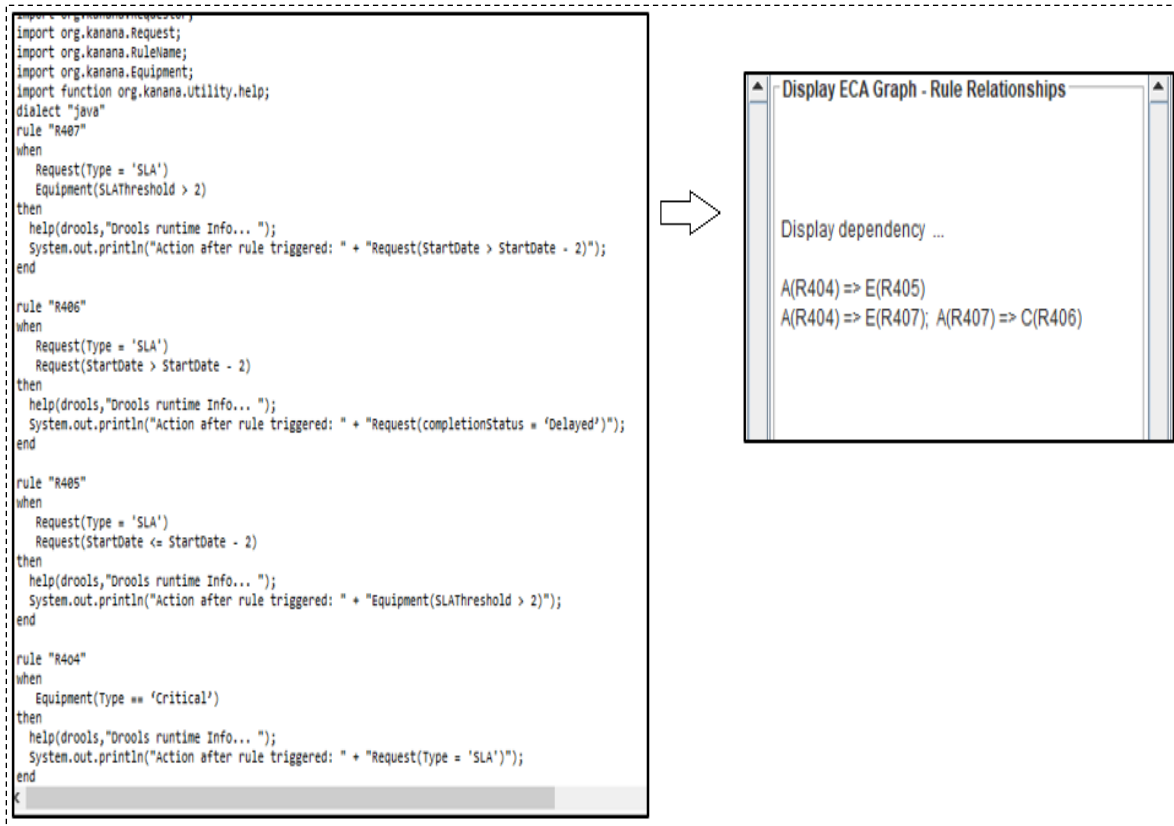 import org.kanana.Requestor;
import org.kanana.Request;
import org.kanana.RuleName;
import org.kanana.Equipment;
import function org.kanana.Utility.help;
dialect "java"
rule "R407"
when
Request(Type = 'SLA')
Equipment(SLAThreshold > 2)
then
help(drools,"Drools runtime Info... ");
System.out.println("Action after rule triggered: " + "Request(StartDate > StartDate - 2)");
end
rule "R406"
when
Request(Type = 'SLA')
Request(StartDate > StartDate - 2)
then
help(drools,"Drools runtime Info... ");
System.out.println("Action after rule triggered: " + "Request(completionStatus = ‘Delayed’)");
end
rule "R405"
when
Request(Type = 'SLA')
Request(StartDate <= StartDate - 2)
then
help(drools,"Drools runtime Info... ");
System.out.println("Action after rule triggered: " + "Equipment(SLAThreshold > 2)");
end
rule "R4o4"
when
Equipment(Type == ‘Critical’)
then
help(drools,"Drools runtime Info... ");
System.out.println("Action after rule triggered: " + "Request(Type = 'SLA')");
end
Display ECA Graph - Rule Relationships
Display dependency ...
A(R404) => E(R405)
A(R404) => E(R407); A(R407) => C(R406)